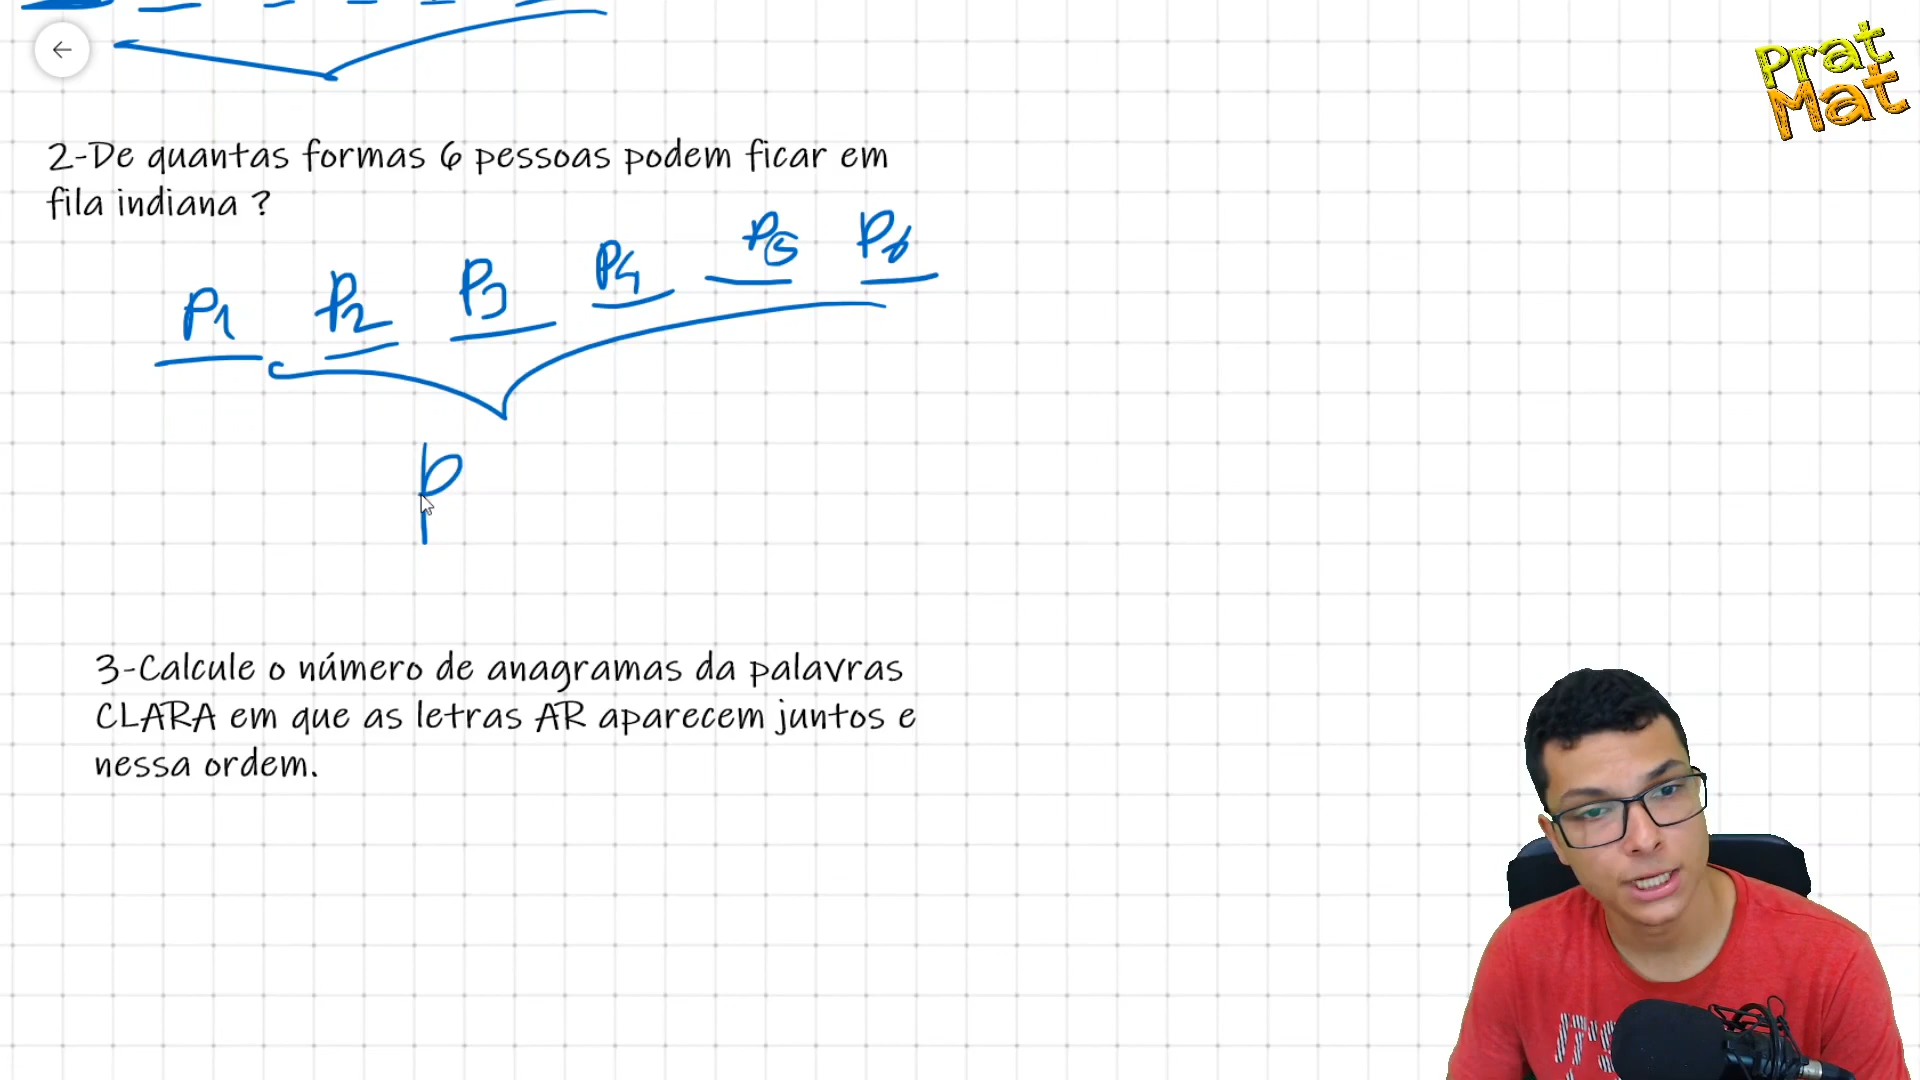 Prat
Mat
2-De quantas formas 6 pessoas podem ficar em
fila indiana ?
P1 P2 P3 P4 P5 P6
P
3-Calcule o número de anagramas da palavras
CLARA em que as letras AR aparecem juntos e
nessa ordem.